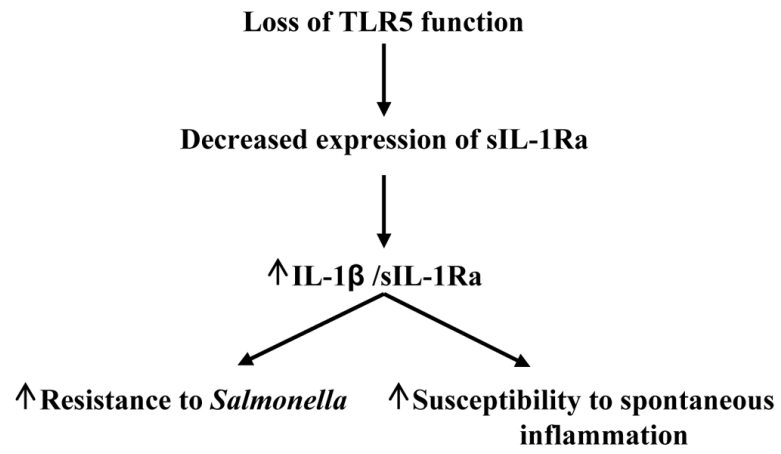 Loss of TLR5 function
Decreased expression of sIL-1Ra
↑IL-1β /sIL-1Ra
↑Resistance to Salmonella
↑Susceptibility to spontaneous
inflammation